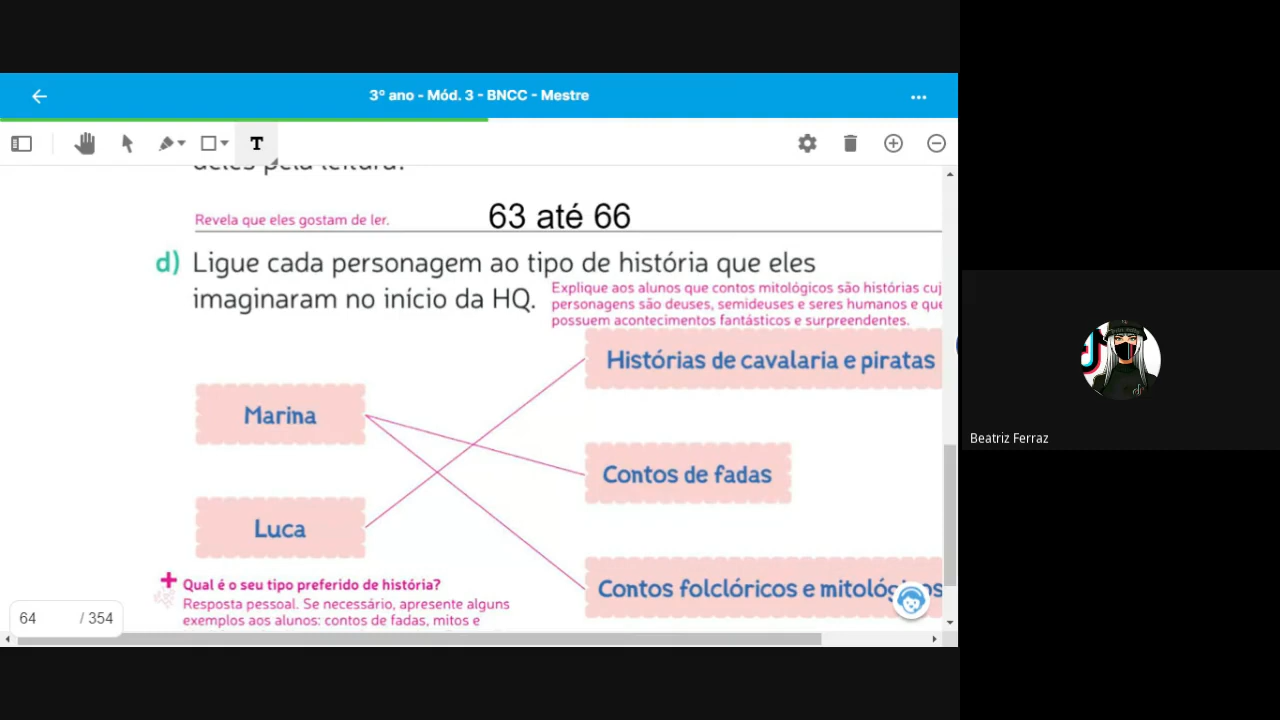 3º ano - Mód. 3 - BNCC - Mestre
T
deles pela leitura?
Revela que eles gostam de ler.
63 até 66
d) Ligue cada personagem ao tipo de história que eles
imaginaram no início da HQ.
Explique aos alunos que contos mitológicos são histórias cuj
personagens são deuses, semideuses e seres humanos e que
possuem acontecimentos fantásticos e surpreendentes.
Histórias de cavalaria e piratas
Marina
Contos de fadas
Luca
Contos folclóricos e mitológicos
+ Qual é o seu tipo preferido de história?
Resposta pessoal. Se necessário, apresente alguns
exemplos aos alunos: contos de fadas, mitos e
64 / 354
Beatriz Ferraz